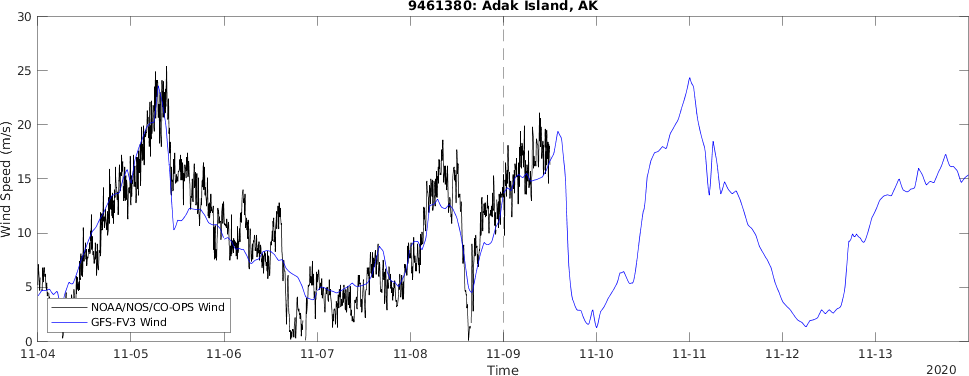 9461380: Adak Island, AK
30
25
20
15
10
5
0
Wind Speed (m/s)
NOAA/NOS/CO-OPS Wind
GFS-FV3 Wind
11-04 11-05 11-06 11-07 11-08 11-09 11-10 11-11 11-12 11-13
Time
2020